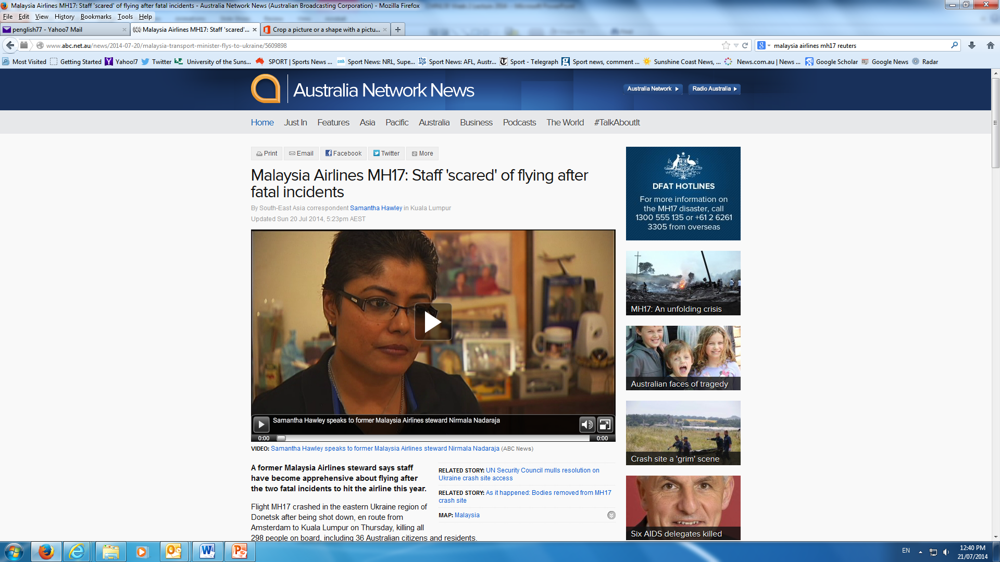 Malaysia Airlines MH17: Staff 'scared' of flying after fatal incidents - Australia Network News (Australian Broadcasting Corporation) - Mozilla Firefox
File Edit View History Bookmarks Tools Help
penglish77 - Yahoo7 Mail
Malaysia Airlines MH17: Staff 'scared'...
Crop a picture or a shape with a pictu...
www.abc.net.au/news/2014-07-20/malaysia-transport-minister-flys-to-ukraine/5609898
malaysia airlines mh17 reuters
Most Visited Getting Started Yahoo!7 Twitter University of the Suns... SPORT | Sports News ... Sport News: NRL, Supe... Sport News: AFL, Austr... Sport - Telegraph Sport news, comment ... Sunshine Coast News, ... News.com.au | News ... Google Scholar Google News Radar
Australia Network News
Australia Network
Radio Australia
Home Just In Features Asia Pacific Australia Business Podcasts The World #TalkAboutIt
Print Email Facebook Twitter More
Malaysia Airlines MH17: Staff 'scared' of flying after
fatal incidents
By South-East Asia correspondent Samantha Hawley in Kuala Lumpur
Updated Sun 20 Jul 2014, 5:23pm AEST
Samantha Hawley speaks to former Malaysia Airlines steward Nirmala Nadaraja
0:00 0:00
VIDEO: Samantha Hawley speaks to former Malaysia Airlines steward Nirmala Nadaraja (ABC News)
A former Malaysia Airlines steward says staff
have become apprehensive about flying after
the two fatal incidents to hit the airline this year.
Flight MH17 crashed in the eastern Ukraine region of
Donetsk after being shot down, en route from
Amsterdam to Kuala Lumpur on Thursday, killing all
298 people on board, including 36 Australian citizens and residents.
RELATED STORY: UN Security Council mulls resolution on
Ukraine crash site access
RELATED STORY: As it happened: Bodies removed from MH17
crash site
MAP: Malaysia
DFAT HOTLINES
For more information on
the MH17 disaster, call
1300 555 135 or +61 2 6261
3305 from overseas
MH17: An unfolding crisis
Australian faces of tragedy
Crash site a 'grim' scene
Six AIDS delegates killed
EN
12:40 PM
21/07/2014